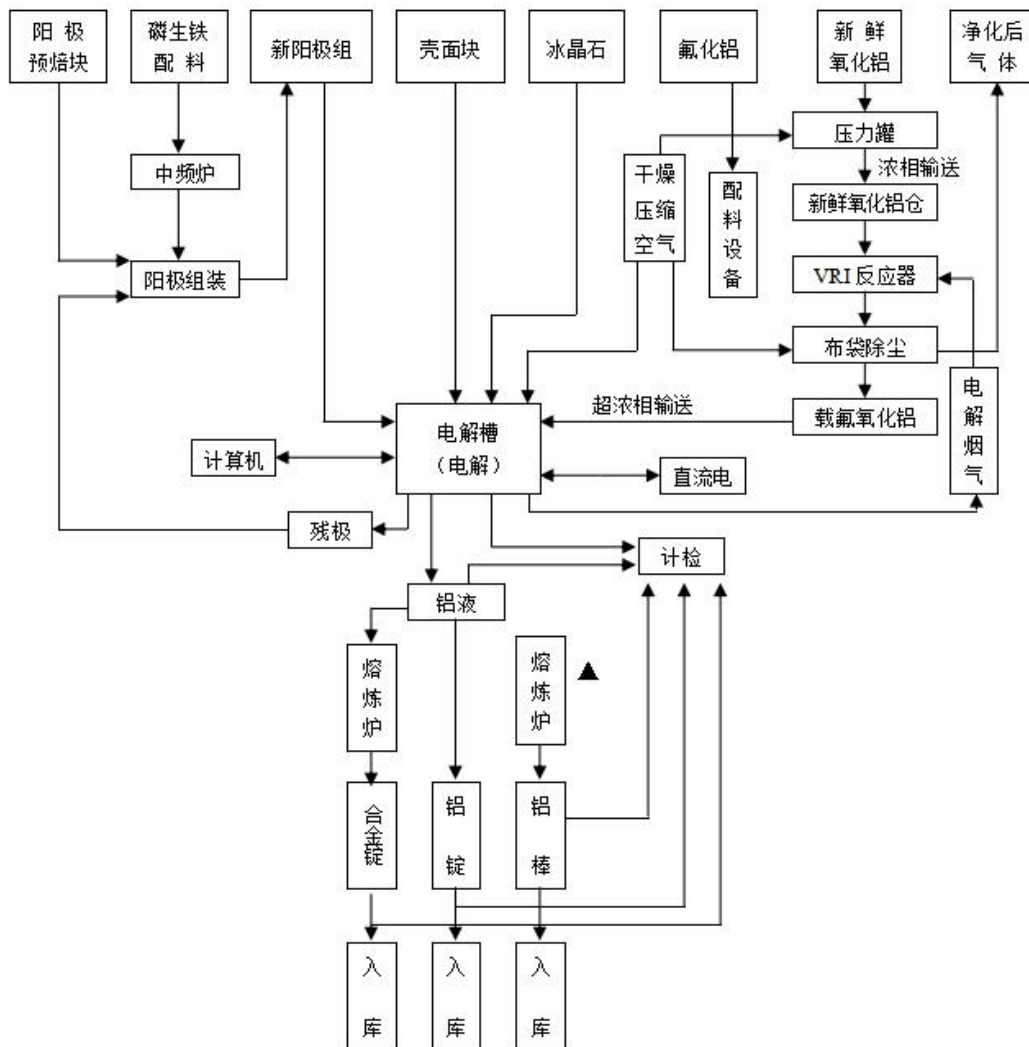 阳 极
预焙块
磷生铁
配 料
新阳极组
壳面块
冰晶石
氟化铝
新 鲜
氧化铝
净化后
气 体
压力罐
浓相输送
中频炉
干燥
压缩
空气
配料设备
新鲜氧化铝仓
阳极组装
VRI 反应器
布袋除尘
电解烟气
超浓相输送
载氟氧化铝
电解槽
（电解）
计算机
直流电
残极
计检
铝液
熔炼炉
熔炼炉
合金锭
铝锭
铝棒
入库
入库
入库